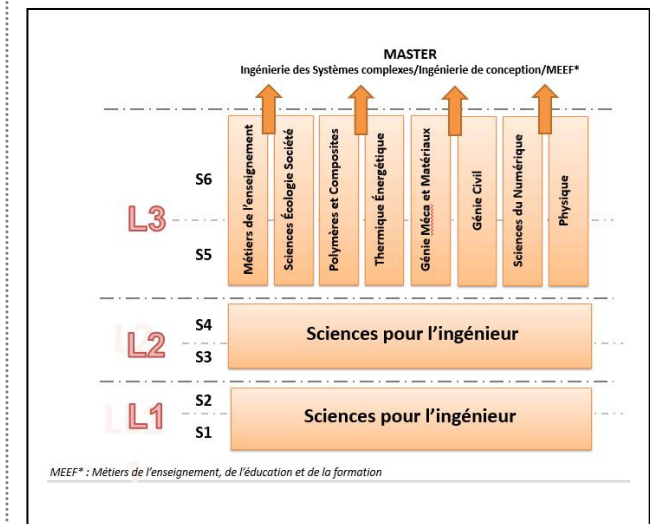 MASTER
Ingénierie des Systèmes complexes/Ingénierie de conception/MEEF*
Métiers de l'enseignement
Sciences Écologie Société
Polymères et Composites
Thermique Énergétique
Génie Méca et Matériaux
Génie Civil
Sciences du Numérique
Physique
S6
L3
S5
S4
L2
Sciences pour l'ingénieur
S3
S2
L1
Sciences pour l'ingénieur
S1
MEEF* : Métiers de l'enseignement, de l'éducation et de la formation